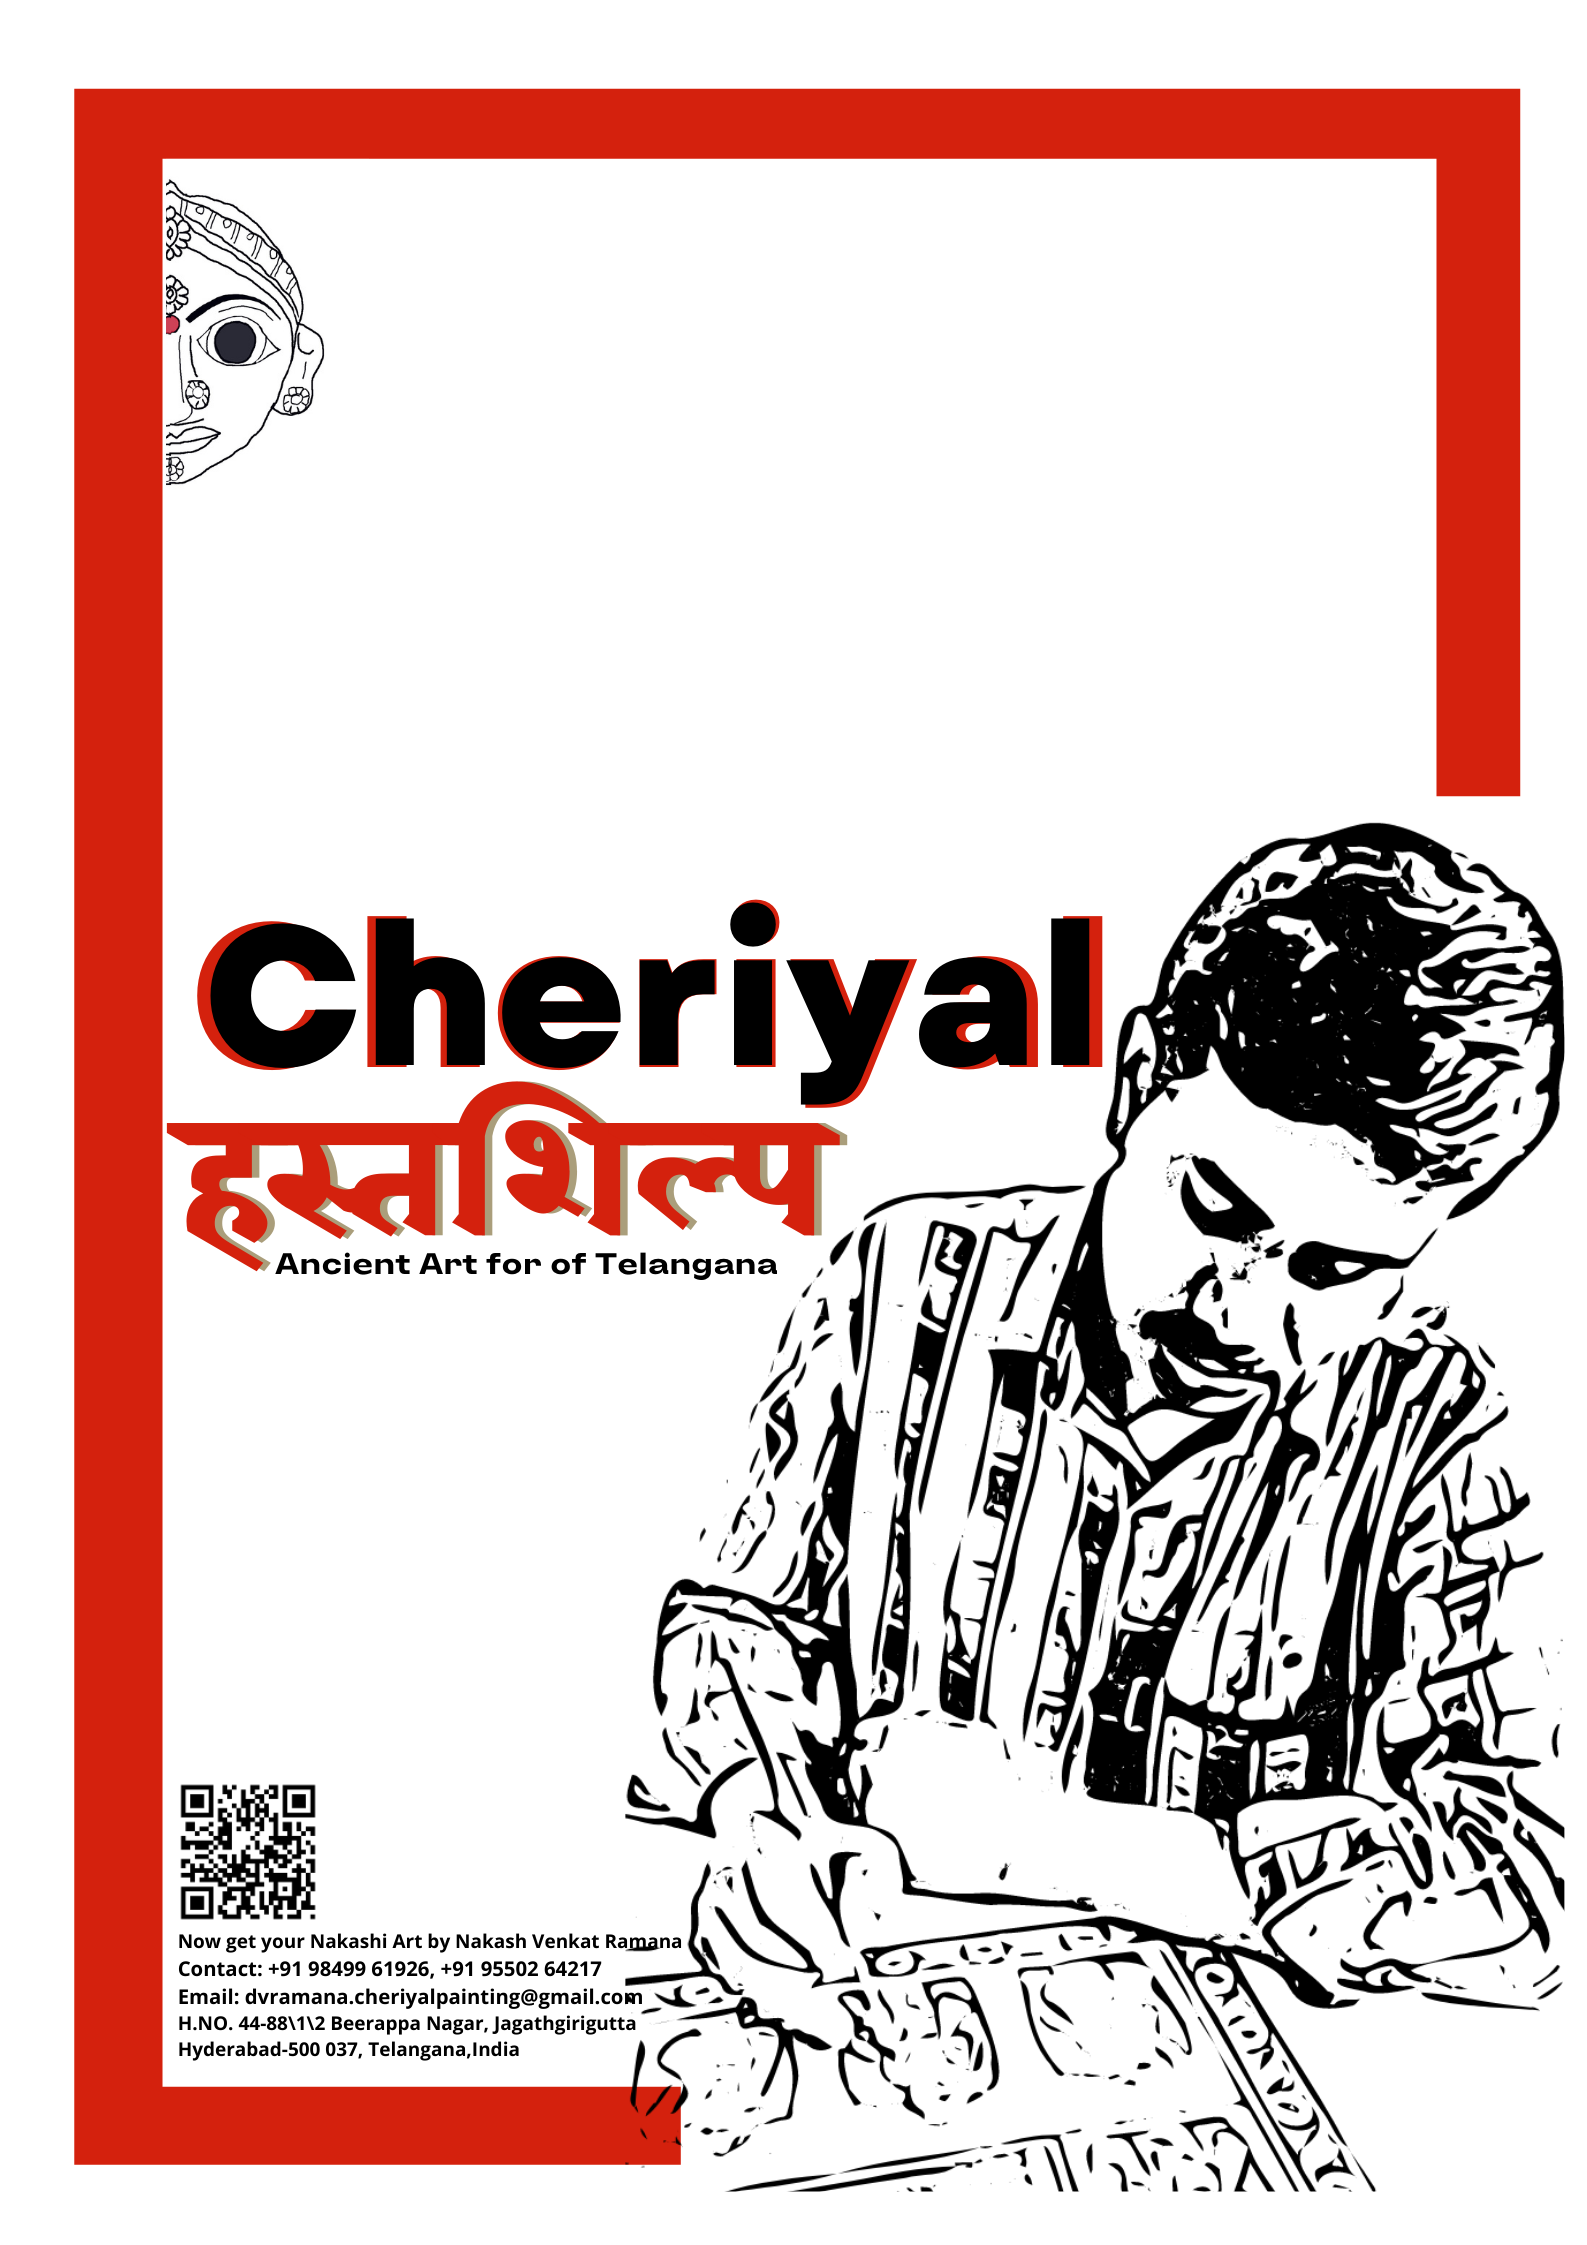 Cheriyal
हस्तशिल्प
Ancient Art for of Telangana
Now get your Nakashi Art by Nakash Venkat Ramana
Contact: +91 98499 61926, +91 95502 64217
Email: dvramana.cheriyalpainting@gmail.com
H.NO. 44-88\1\2 Beerappa Nagar, Jagathgirigutta
Hyderabad-500 037, Telangana,India